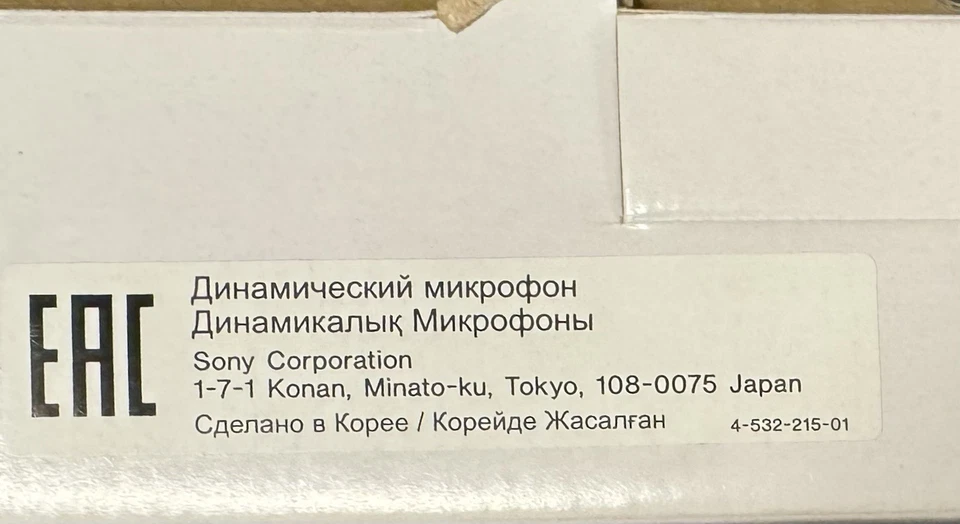 EAC
Динамический микрофон
Динамикалық Микрофоны
Sony Corporation
1-7-1 Konan, Minato-ku, Tokyo, 108-0075 Japan
Сделано в Корее / Корейде Жасалған 4-532-215-01